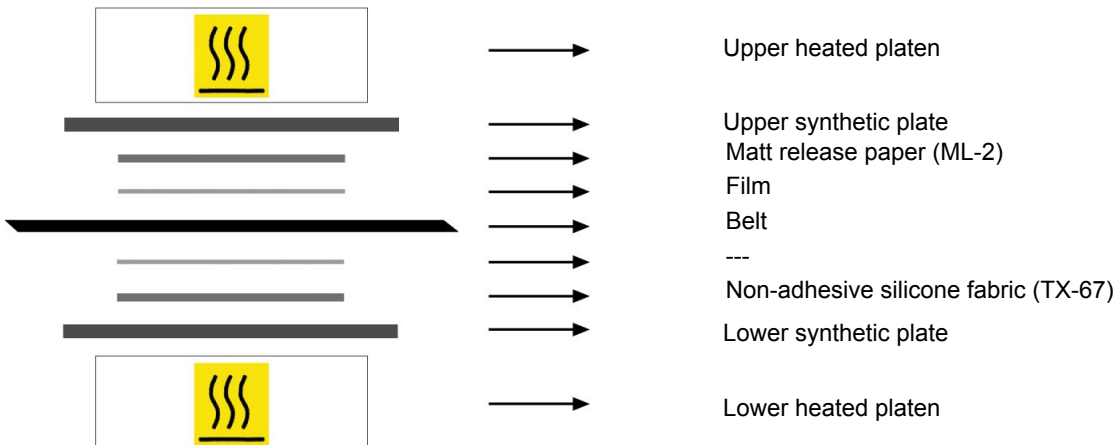 Upper heated platen
Upper synthetic plate
Matt release paper (ML-2)
Film
Belt
---
Non-adhesive silicone fabric (TX-67)
Lower synthetic plate
Lower heated platen